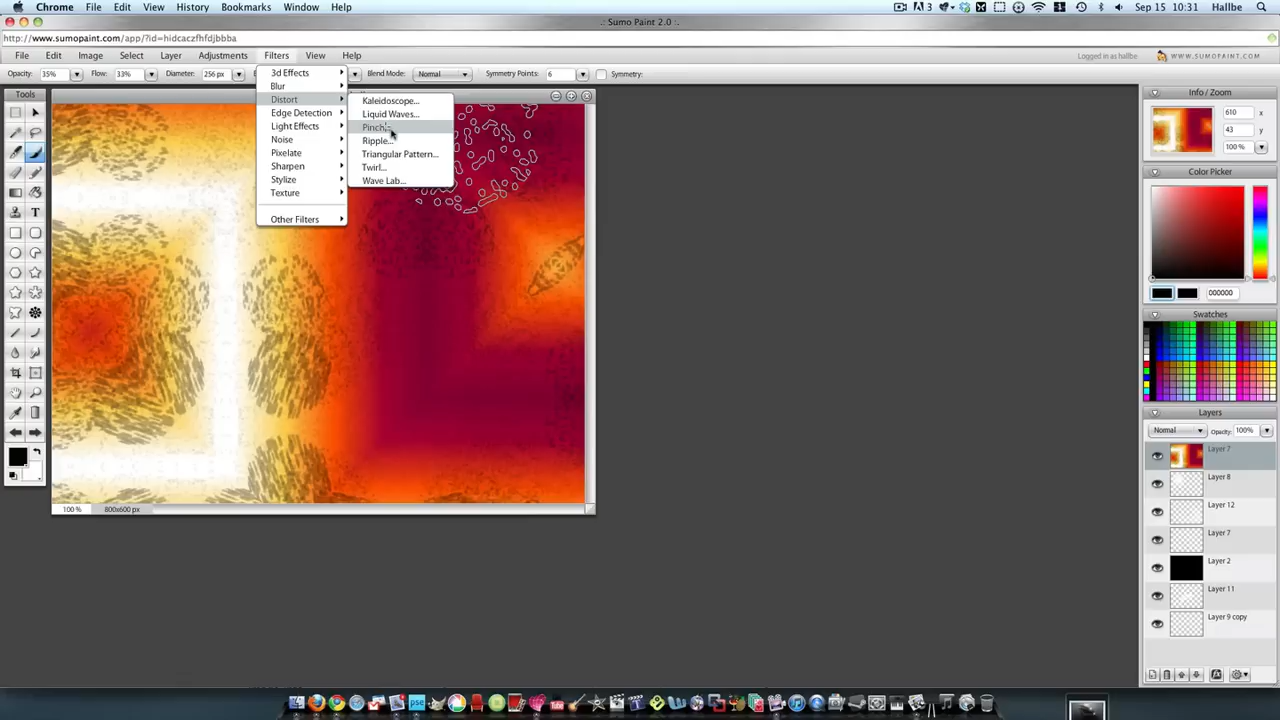 Chrome File Edit View History Bookmarks Window Help 3 Sep 15 10:31 Hallbe
.: Sumo Paint 2.0 :.
http://www.sumopaint.com/app/?id=hidcaczfhfdjbbba
File Edit Image Select Layer Adjustments Filters View Help Logged in as hallbe WWW.SUMOPAINT.COM
Opacity: 35% Flow: 33% Diameter: 256 px Blend Mode: Normal Symmetry Points: 6 Symmetry:
Tools
3d Effects
Blur
Distort
Edge Detection
Light Effects
Noise
Pixelate
Sharpen
Stylize
Texture
Other Filters
Kaleidoscope...
Liquid Waves...
Pinch...
Ripple...
Triangular Pattern...
Twirl...
Wave Lab...
100 % 800x600 px
Info / Zoom
610 x
43 y
100 %
Color Picker
000000
Swatches
Layers
Normal Opacity: 100%
Layer 7
Layer 8
Layer 12
Layer 7
Layer 2
Layer 11
Layer 9 copy